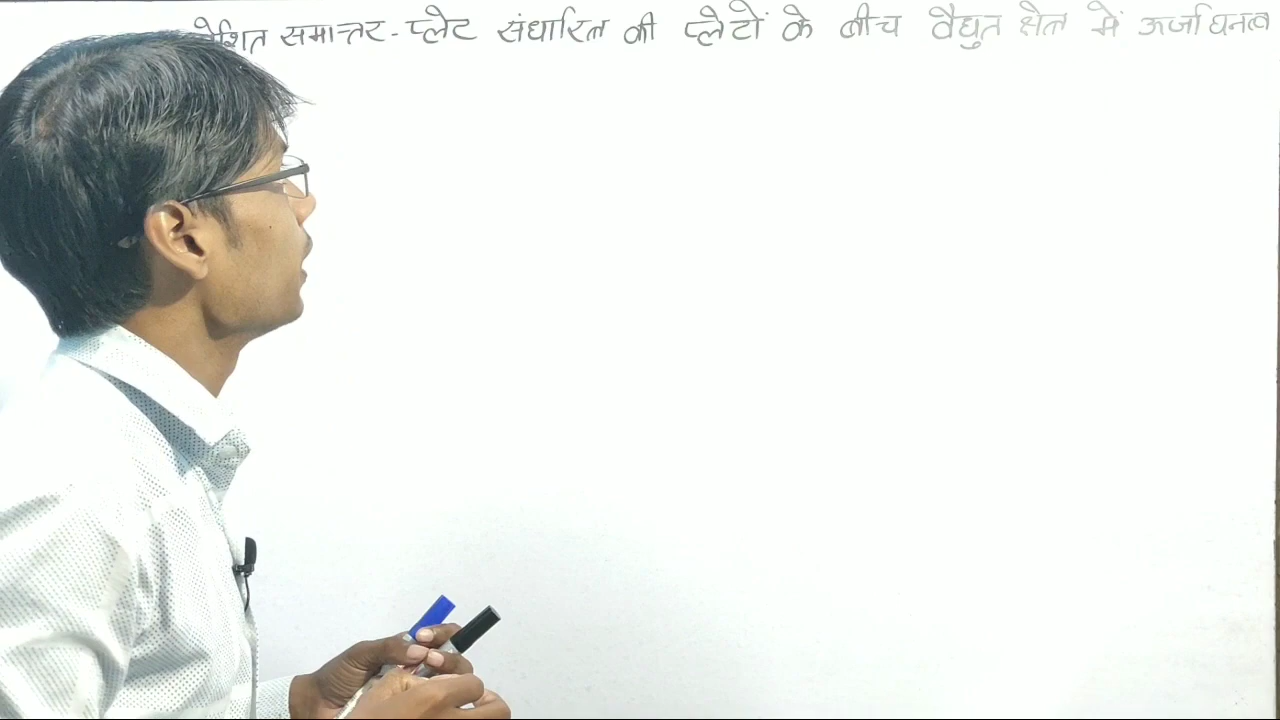 समान्तर-प्लेट संधारित्र की प्लेटों के बीच वैद्युत क्षेत्र में ऊर्जा घनत्व